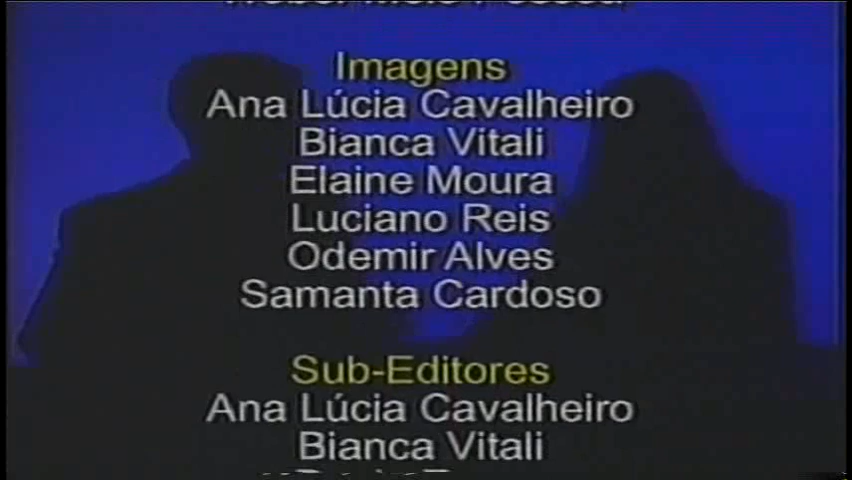 Imagens
Ana Lúcia Cavalheiro
Bianca Vitali
Elaine Moura
Luciano Reis
Odemir Alves
Samanta Cardoso
Sub-Editores
Ana Lúcia Cavalheiro
Bianca Vitali